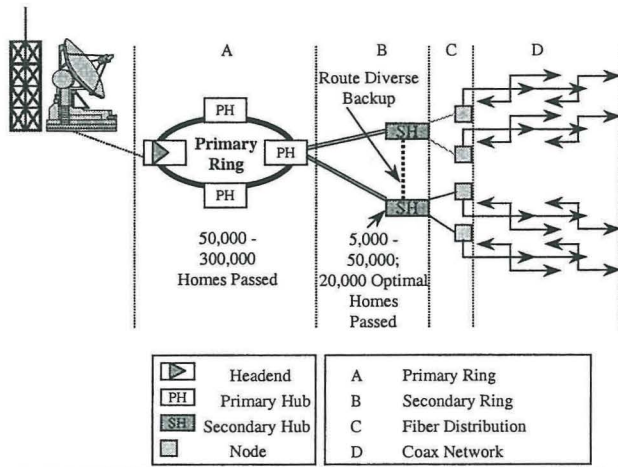 A
B
C
D
Route Diverse
Backup
PH
Primary
Ring
PH
PH
SH
SH
50,000 -
300,000
Homes Passed
5,000 -
50,000;
20,000 Optimal
Homes
Passed
Headend
PH Primary Hub
SH Secondary Hub
Node
A Primary Ring
B Secondary Ring
C Fiber Distribution
D Coax Network